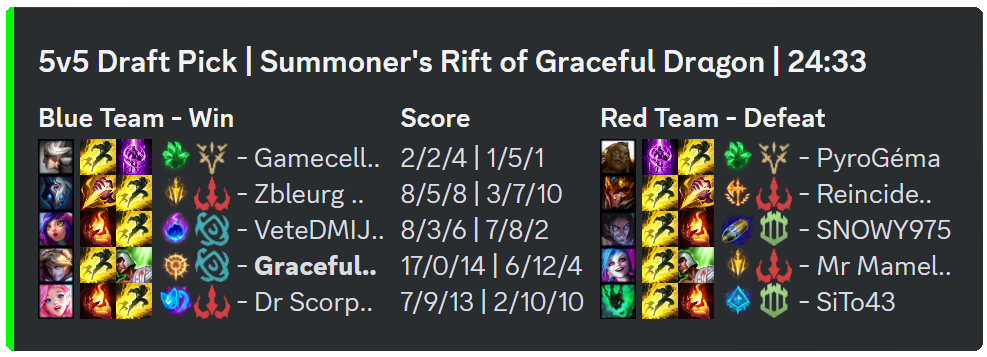 5v5 Draft Pick | Summoner's Rift of Graceful Drɑgon | 24:33
Blue Team - Win Score Red Team - Defeat
- Gamecell.. 2/2/4 | 1/5/1 - PyroGéma
- Zbleurg .. 8/5/8 | 3/7/10 - Reincide..
- VeteDMIJ.. 8/3/6 | 7/8/2 - SNOWY975
- Graceful.. 17/0/14 | 6/12/4 - Mr Mamel..
- Dr Scorp.. 7/9/13 | 2/10/10 - SiTo43